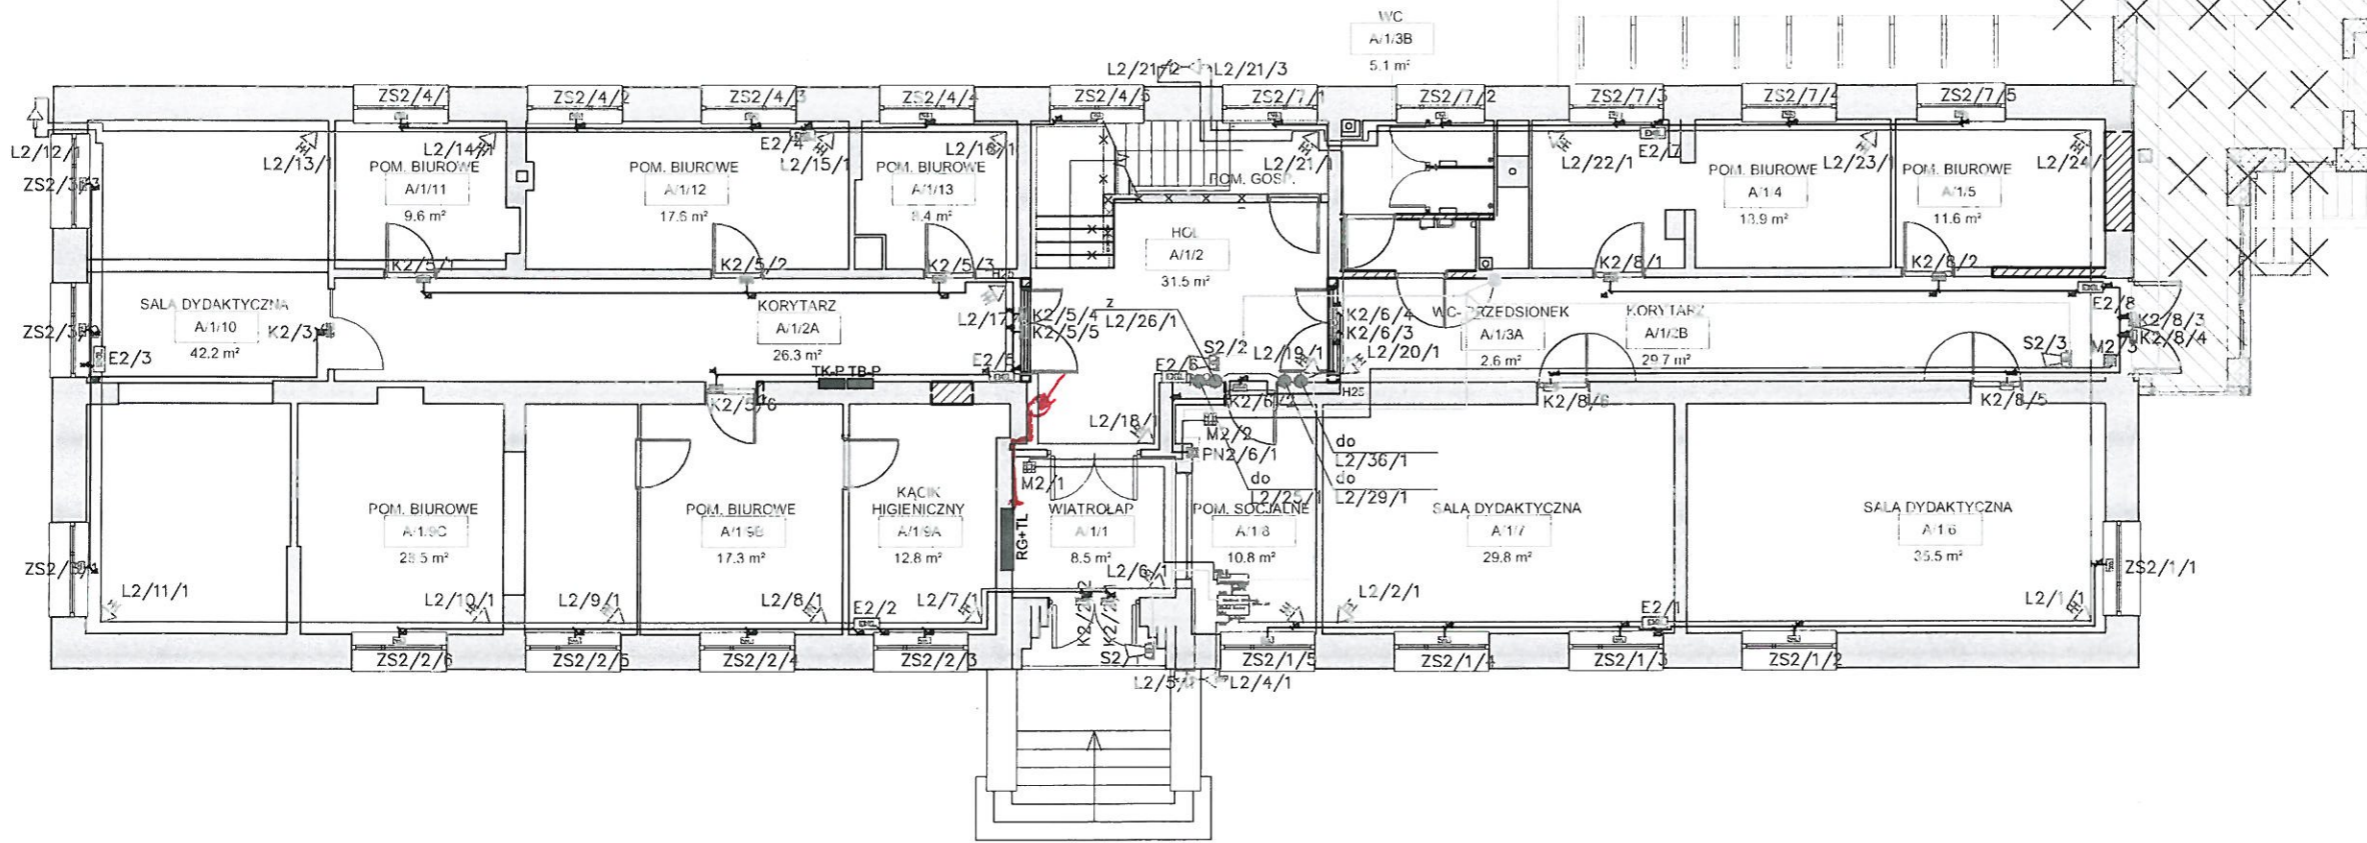 WC
A/1/3B
5.1 m²
L2/21/2
L2/21/3
ZS2/4/1
ZS2/4/2
ZS2/4/3
ZS2/4/4
ZS2/4/5
ZS2/7/1
ZS2/7/2
ZS2/7/3
ZS2/7/4
ZS2/7/5
L2/12/1
L2/13/1
L2/14/1
E2/4
L2/15/1
L2/16/1
L2/21/1
L2/22/1
E2/7
L2/23/1
POM. BIUROWE
A/1/11
9.6 m²
POM. BIUROWE
A/1/12
17.6 m²
POM. BIUROWE
A/1/13
8.4 m²
POM. GOSP.
POM. BIUROWE
A/1/4
13.9 m²
POM. BIUROWE
A/1/5
11.6 m²
HOL
A/1/2
31.5 m²
K2/5/1
K2/5/2
K2/5/3
H25
K2/8/1
K2/8/2
SALA DYDAKTYCZNA
A/1/10
42.2 m²
KORYTARZ
A/1/2A
26.3 m²
L2/17
K2/5/4
K2/5/5
z
L2/26/1
K2/6/4
K2/6/3
WC-PRZEDSIONEK
A/1/3A
2.6 m²
KORYTARZ
A/1/2B
29.7 m²
E2/8
K2/8/3
K2/8/4
E2/3
E2/5
S2/2
E2/6
L2/19/1
L2/20/1
S2/3
M2/3
TK-P TB-P
K2/5/6
K2/6/2
H25
K2/8/6
K2/8/5
L2/18/1
M2/2
PN2/6/1
do
L2/36/1
do
L2/25/1
do
L2/29/1
M2/1
POM. BIUROWE
A/1/9C
POM. BIUROWE
A/1/9B
17.3 m²
KĄCIK
HIGIENICZNY
A/1/9A
12.8 m²
RG+TL
WIATROŁAP
A/1/1
8.5 m²
POM. SOCJALNE
A/1/8
10.8 m²
SALA DYDAKTYCZNA
A/1/7
29.8 m²
SALA DYDAKTYCZNA
A/1/6
35.5 m²
ZS2/1/1
L2/11/1
L2/10/1
L2/9/1
L2/8/1
E2/2
L2/7/1
L2/6/1
L2/2/1
E2/1
L2/1/1
ZS2/2/6
ZS2/2/5
ZS2/2/4
ZS2/2/3
ZS2/1/5
ZS2/1/4
ZS2/1/3
ZS2/1/2
L2/4/1